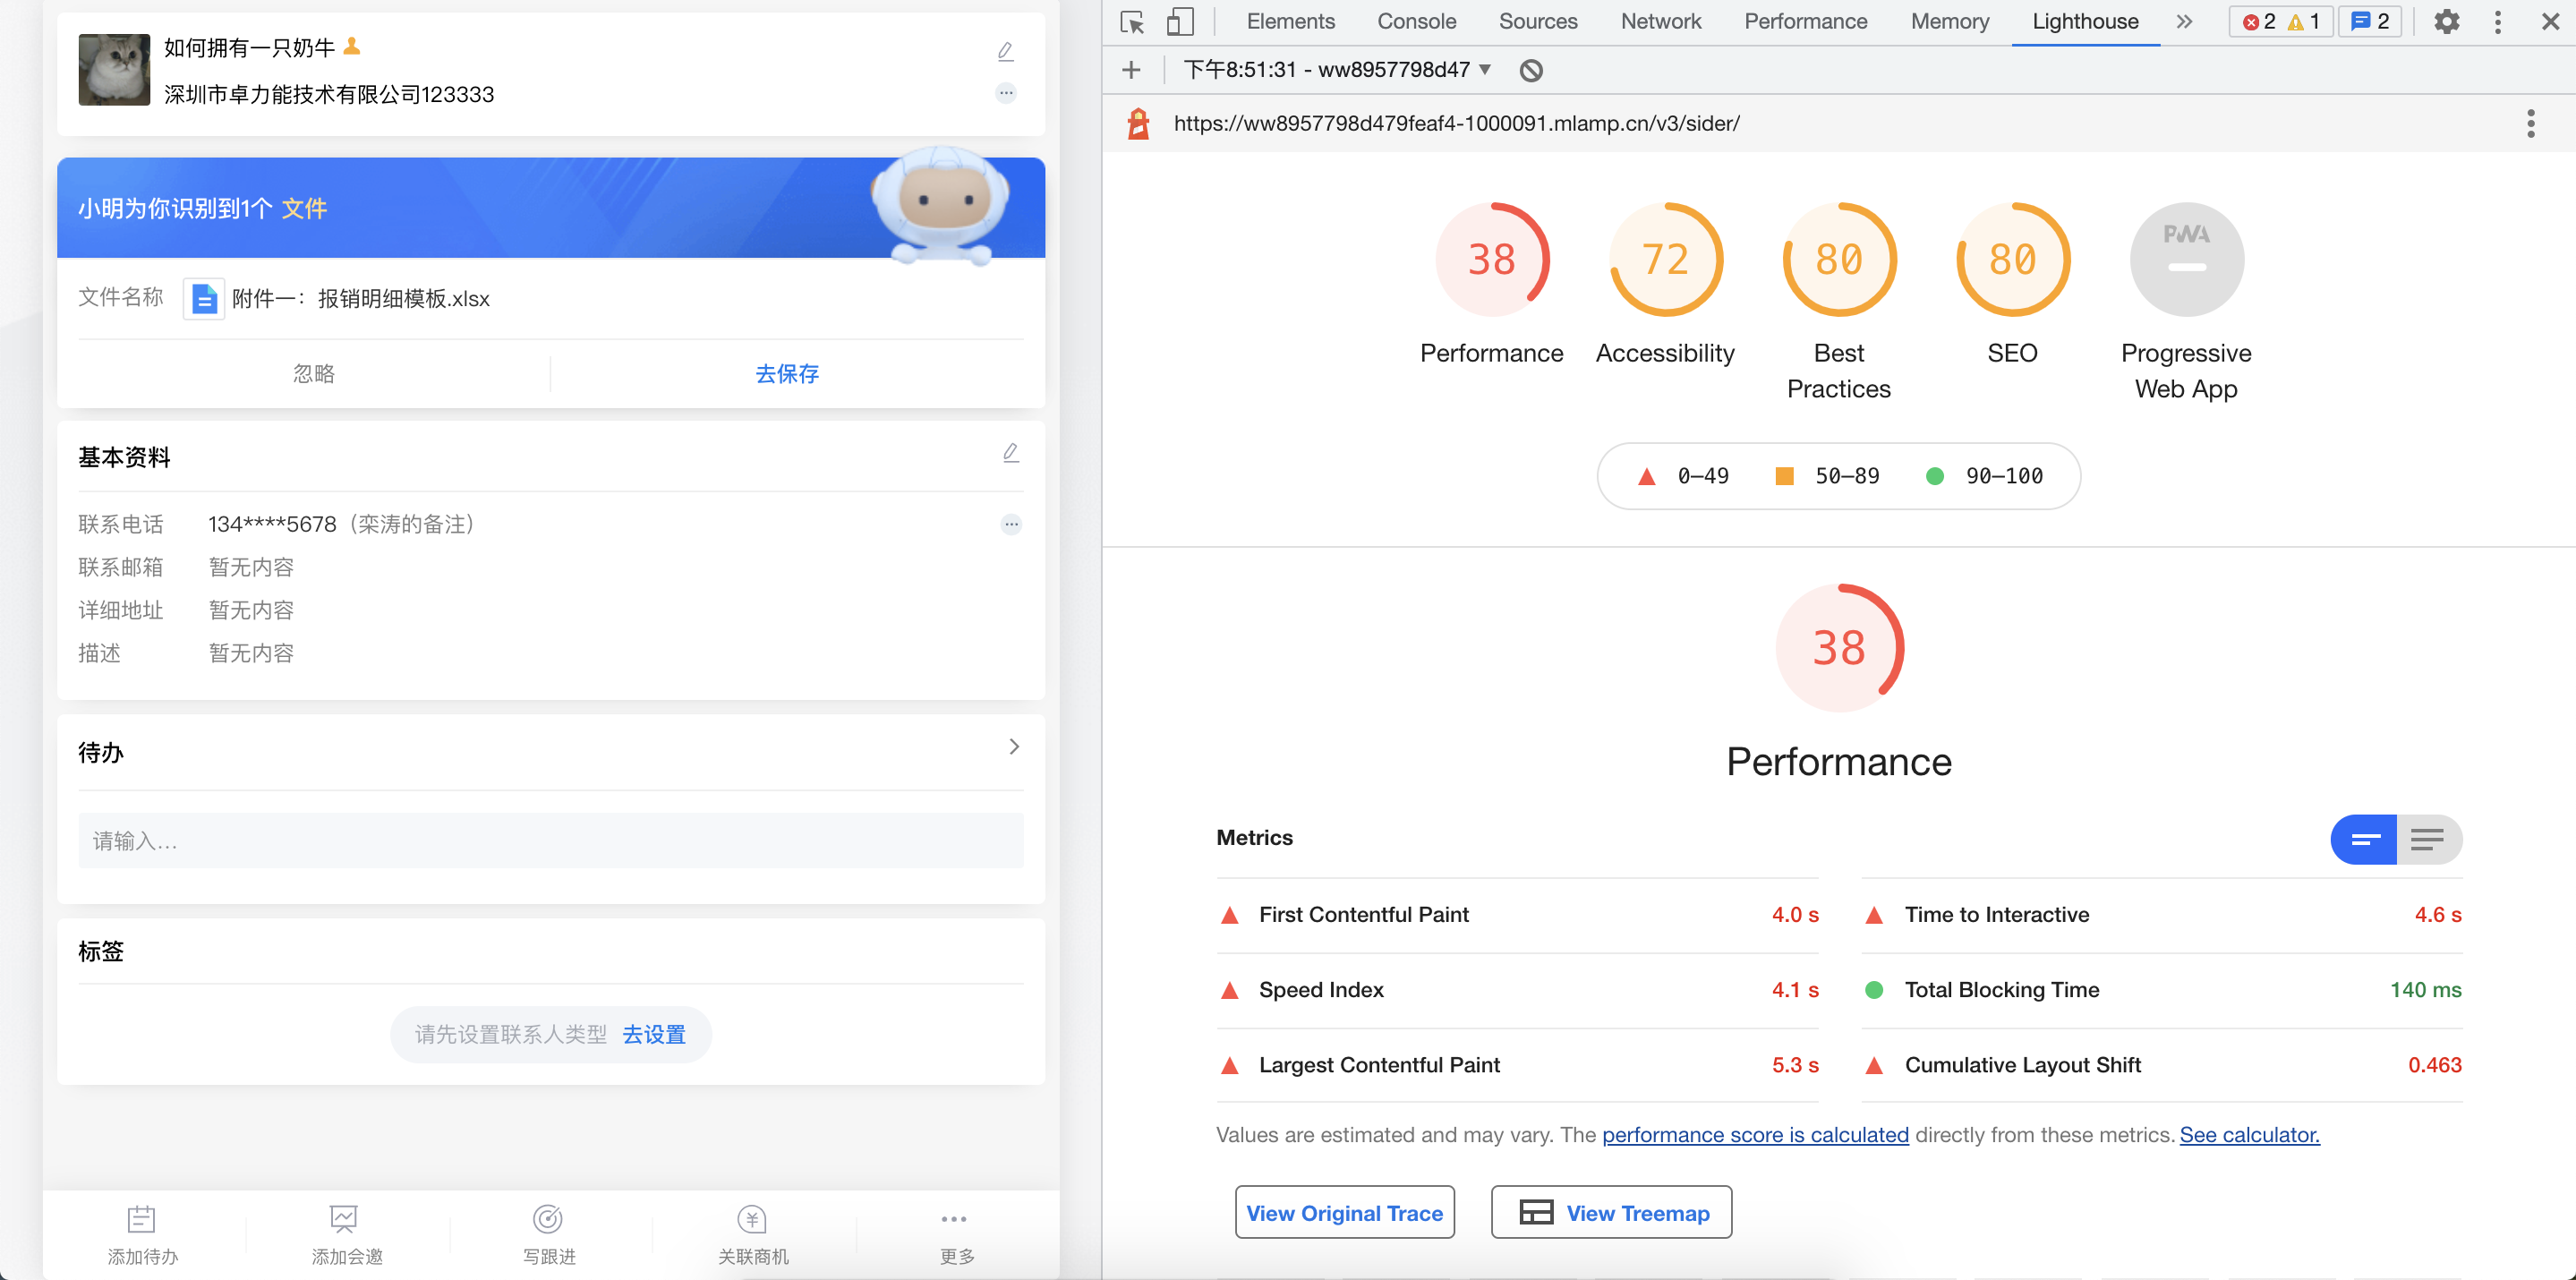 如何拥有一只奶牛
深圳市卓力能技术有限公司123333
小明为你识别到1个 文件
文件名称 附件一：报销明细模板.xlsx
忽略 去保存
基本资料
联系电话 134****5678（栾涛的备注）
联系邮箱 暂无内容
详细地址 暂无内容
描述 暂无内容
待办
请输入...
标签
请先设置联系人类型 去设置
添加待办 添加会邀 写跟进 关联商机 更多
Elements Console Sources Network Performance Memory Lighthouse » 2 1 2
下午8:51:31 - ww8957798d47
https://ww8957798d479feaf4-1000091.mlamp.cn/v3/sider/
38 72 80 80 PWA
Performance Accessibility Best Practices SEO Progressive Web App
0–49 50–89 90–100
38
Performance
Metrics
First Contentful Paint 4.0 s Time to Interactive 4.6 s
Speed Index 4.1 s Total Blocking Time 140 ms
Largest Contentful Paint 5.3 s Cumulative Layout Shift 0.463
Values are estimated and may vary. The performance score is calculated directly from these metrics. See calculator.
View Original Trace View Treemap